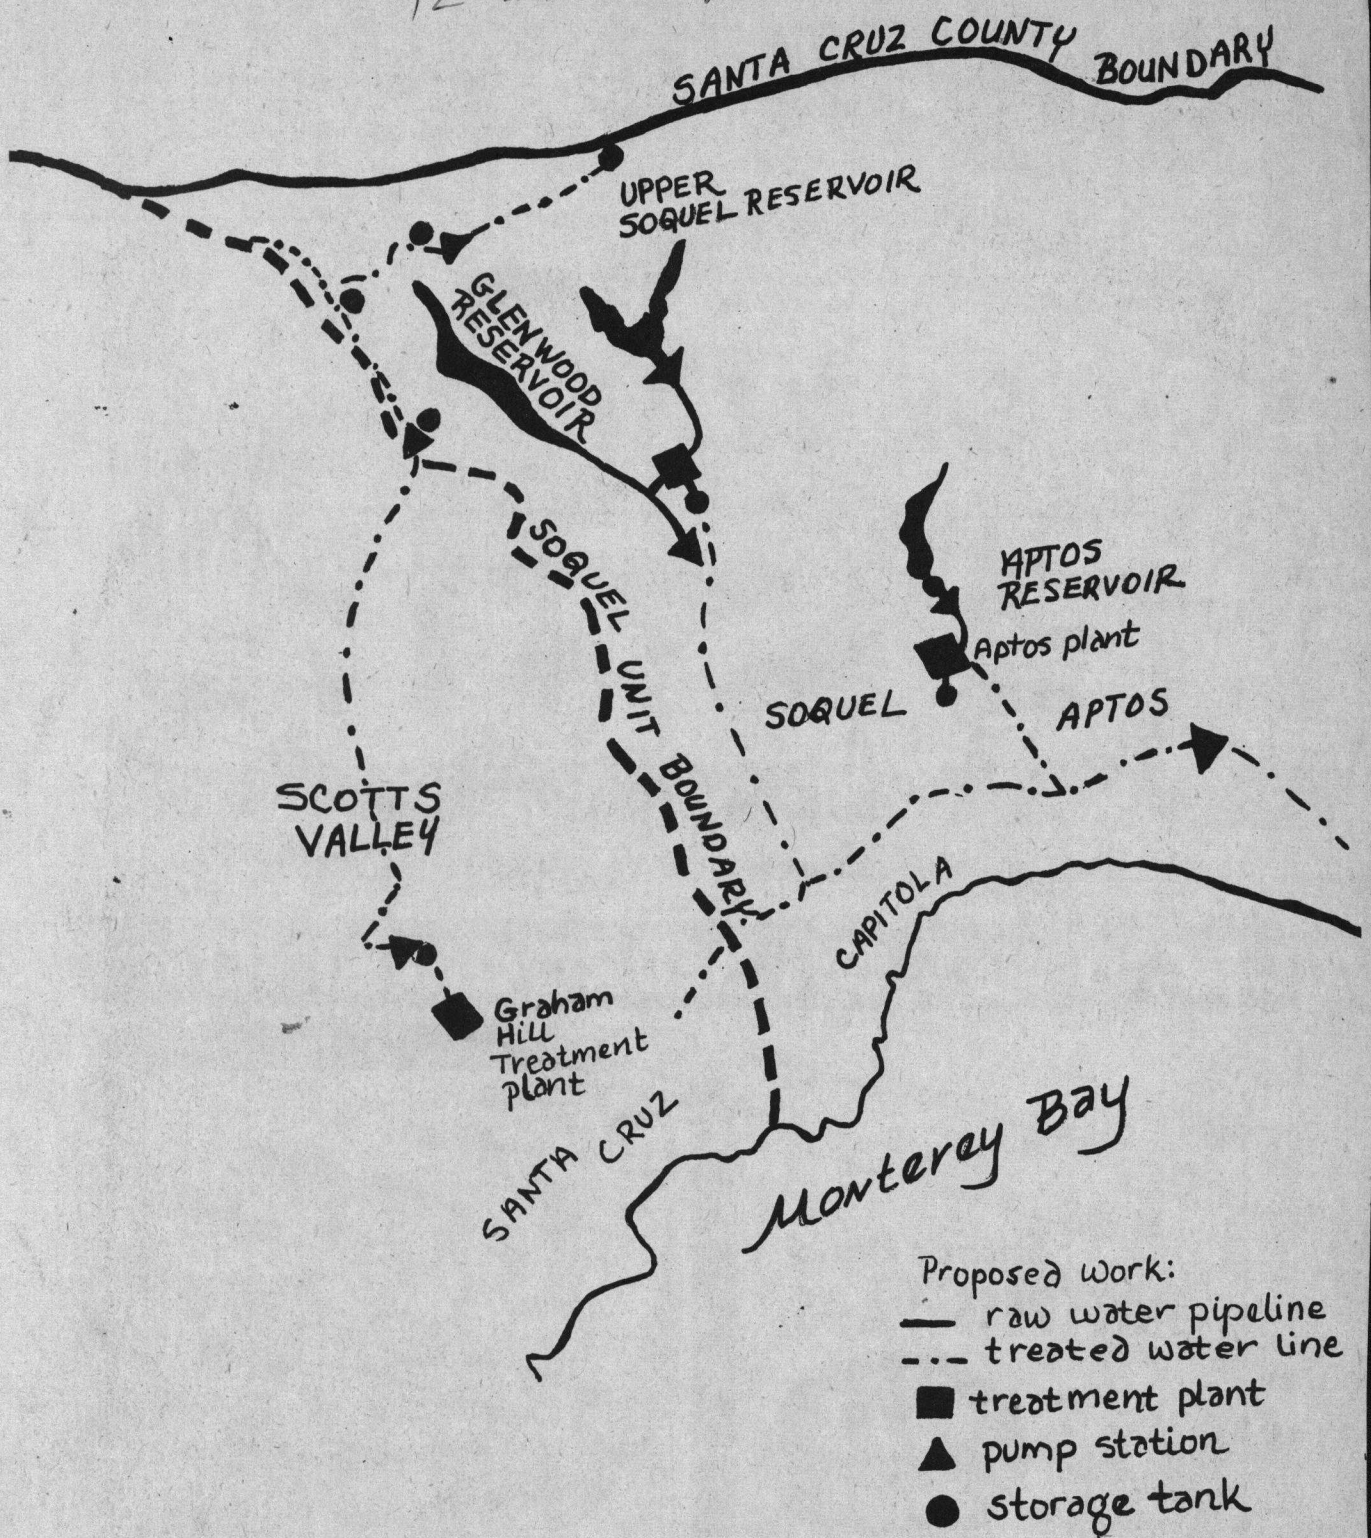 SANTA CRUZ COUNTY BOUNDARY
UPPER
SOQUEL RESERVOIR
GLENWOOD
RESERVOIR
APTOS
RESERVOIR
Aptos plant
SOQUEL UNIT BOUNDARY
SOQUEL
APTOS
SCOTTS
VALLEY
CAPITOLA
Graham
Hill
Treatment
plant
SANTA CRUZ
Monterey Bay
Proposed work:
raw water pipeline
treated water line
treatment plant
pump station
storage tank